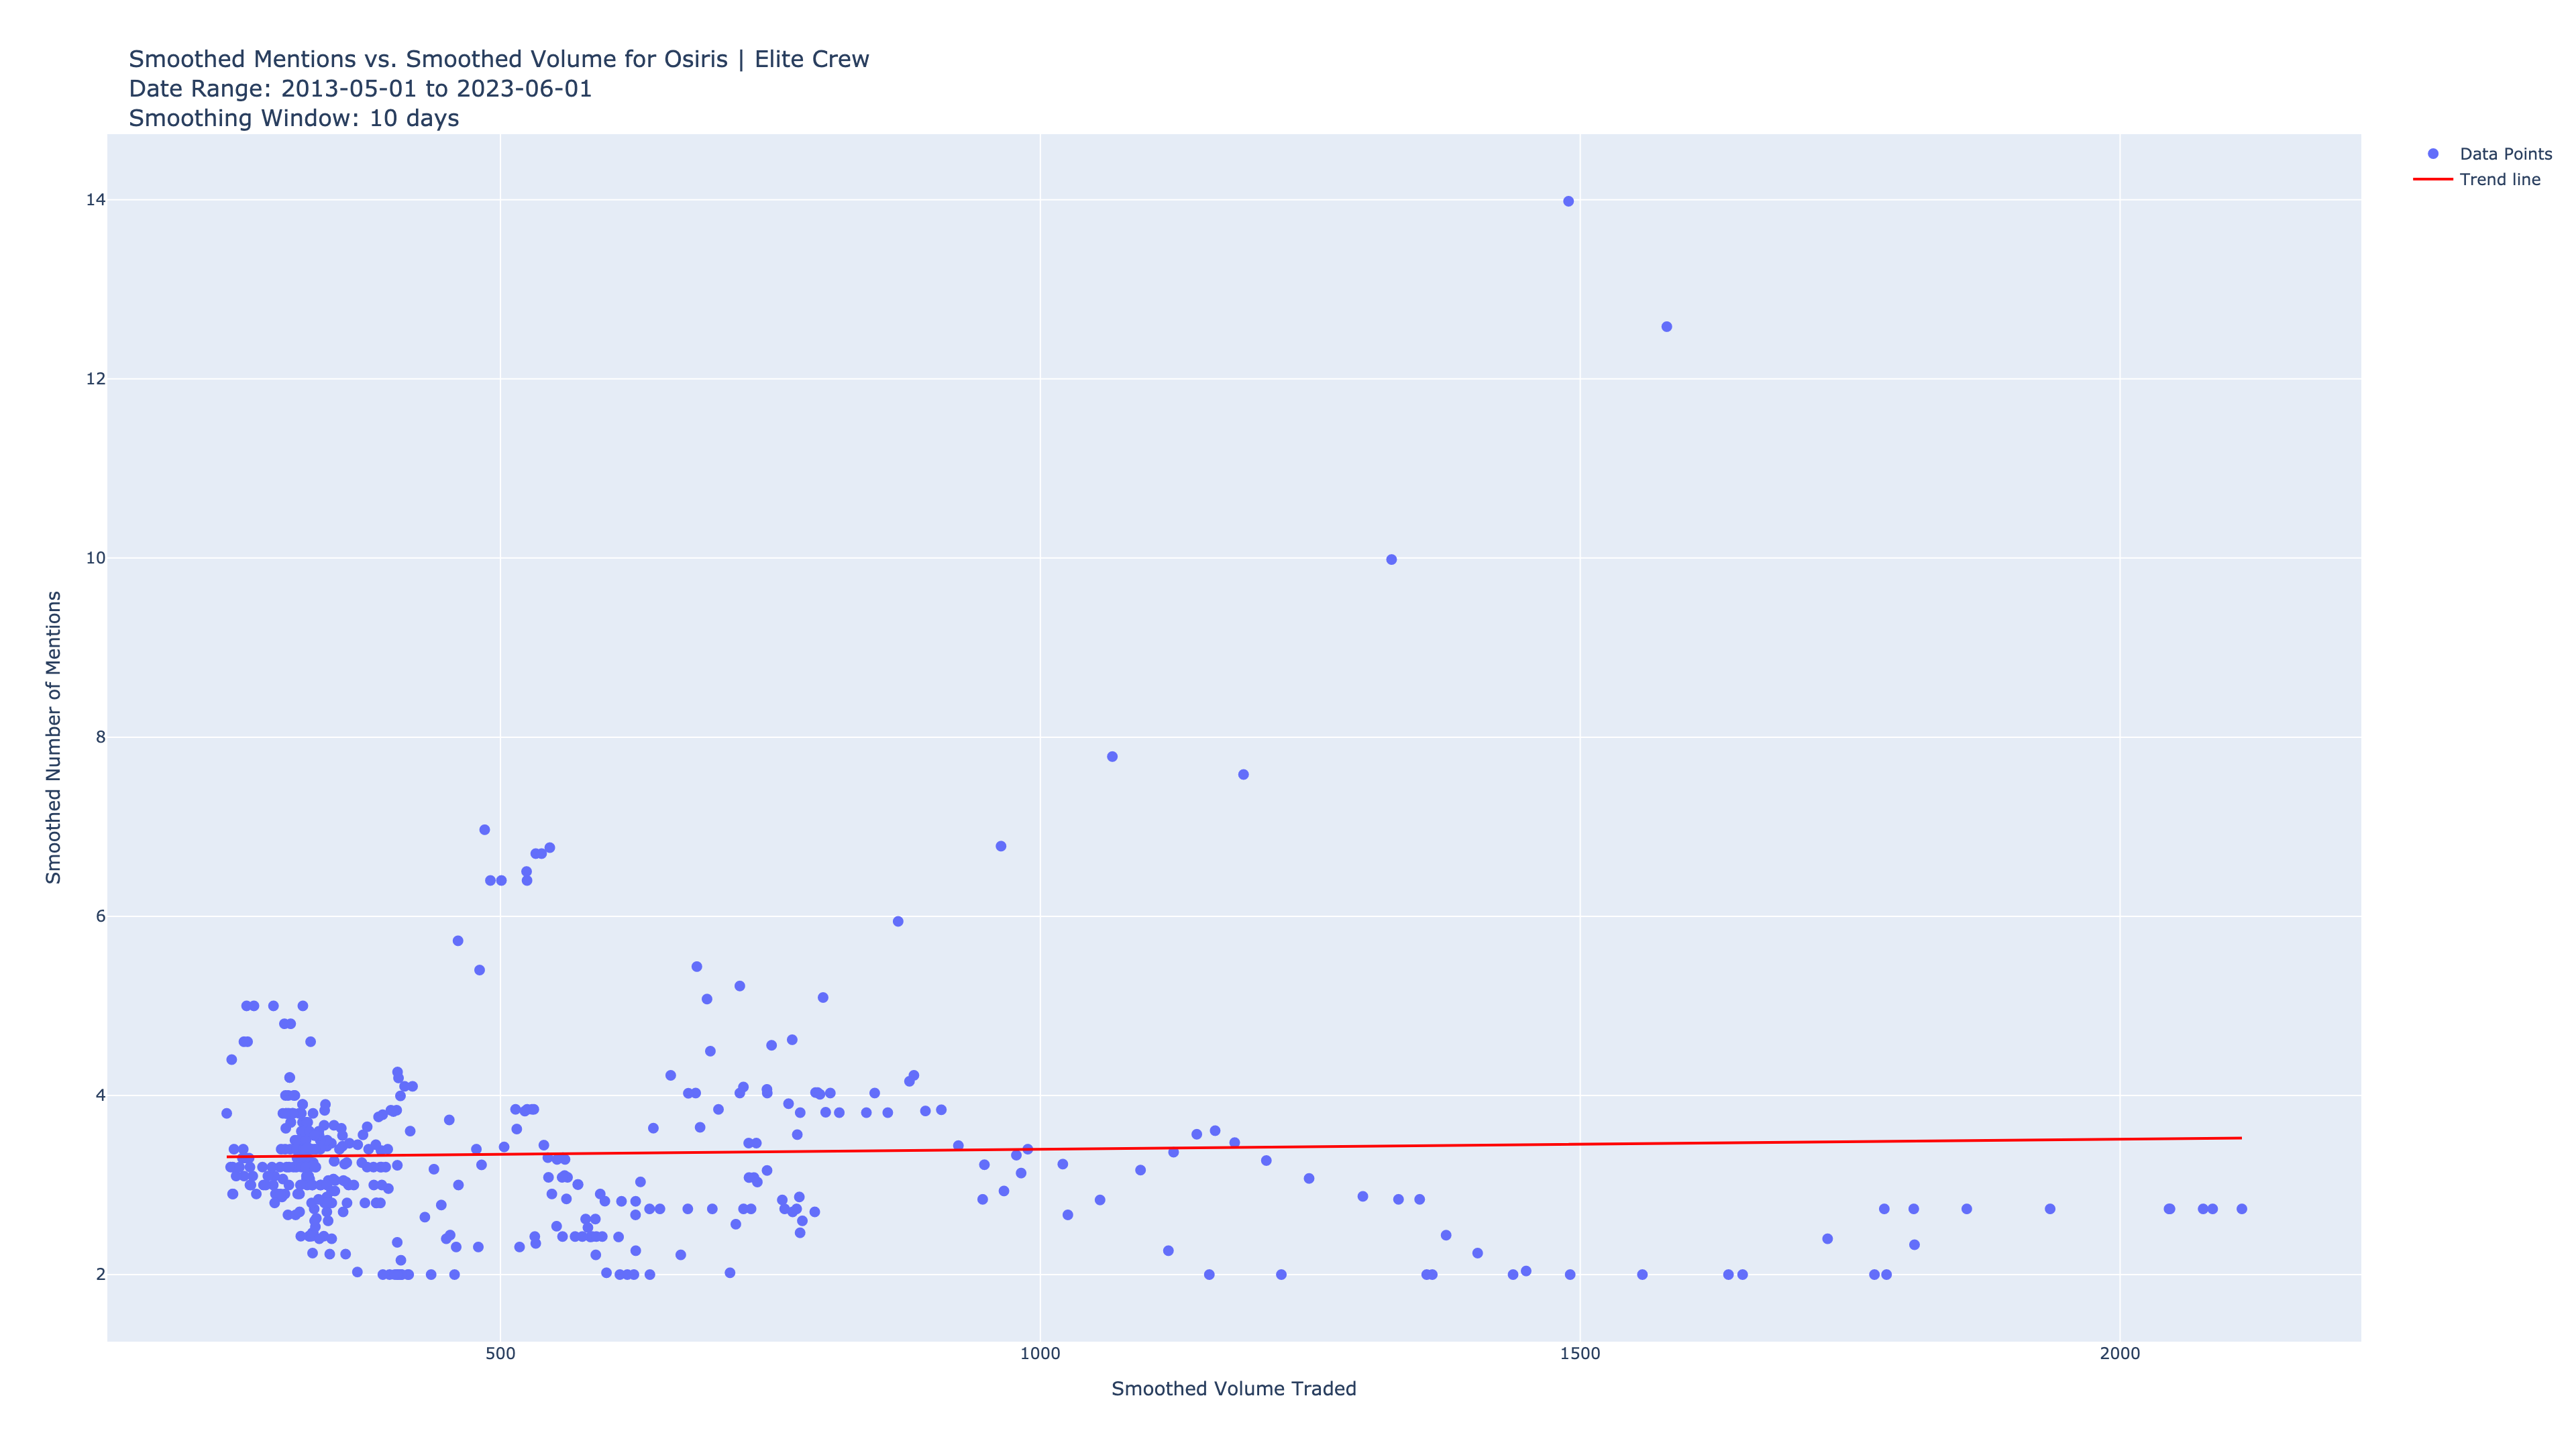 Smoothed Mentions vs. Smoothed Volume for Osiris | Elite Crew
Date Range: 2013-05-01 to 2023-06-01
Smoothing Window: 10 days
Data Points
Trend line
14
12
10
8
6
4
2
Smoothed Number of Mentions
500
1000
1500
2000
Smoothed Volume Traded